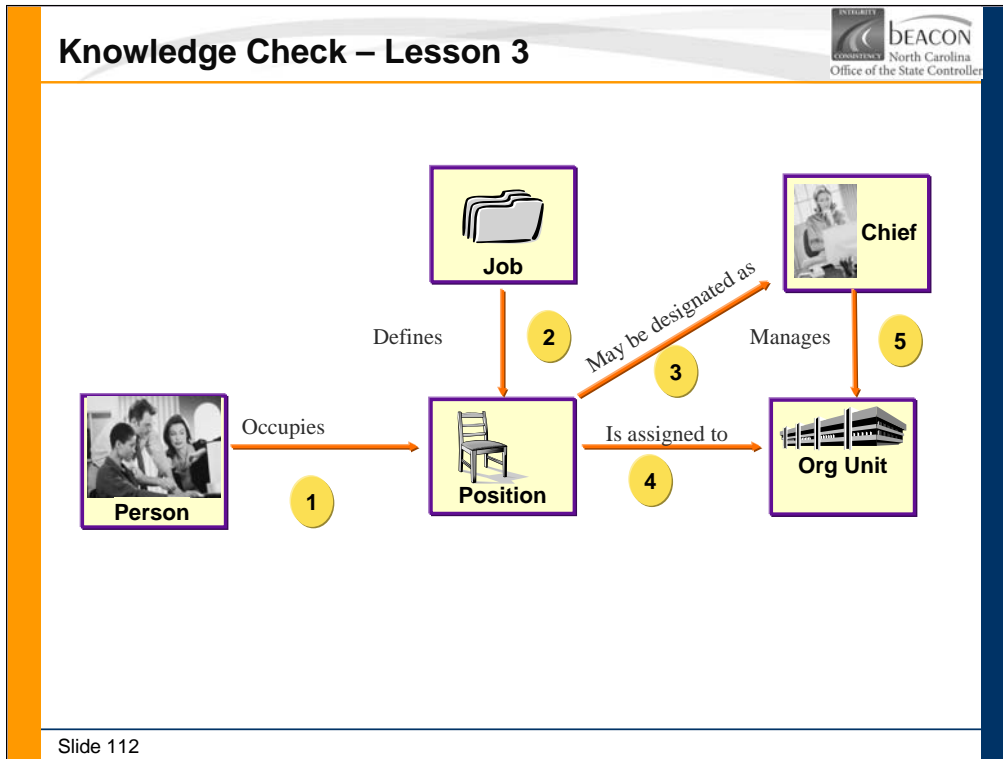 Knowledge Check – Lesson 3
INTEGRITY
CONSISTENCY
bEACON
North Carolina
Office of the State Controller
Job
Chief
Defines
2
May be designated as
3
Manages
5
Person
Occupies
1
Position
Is assigned to
4
Org Unit
Slide 112